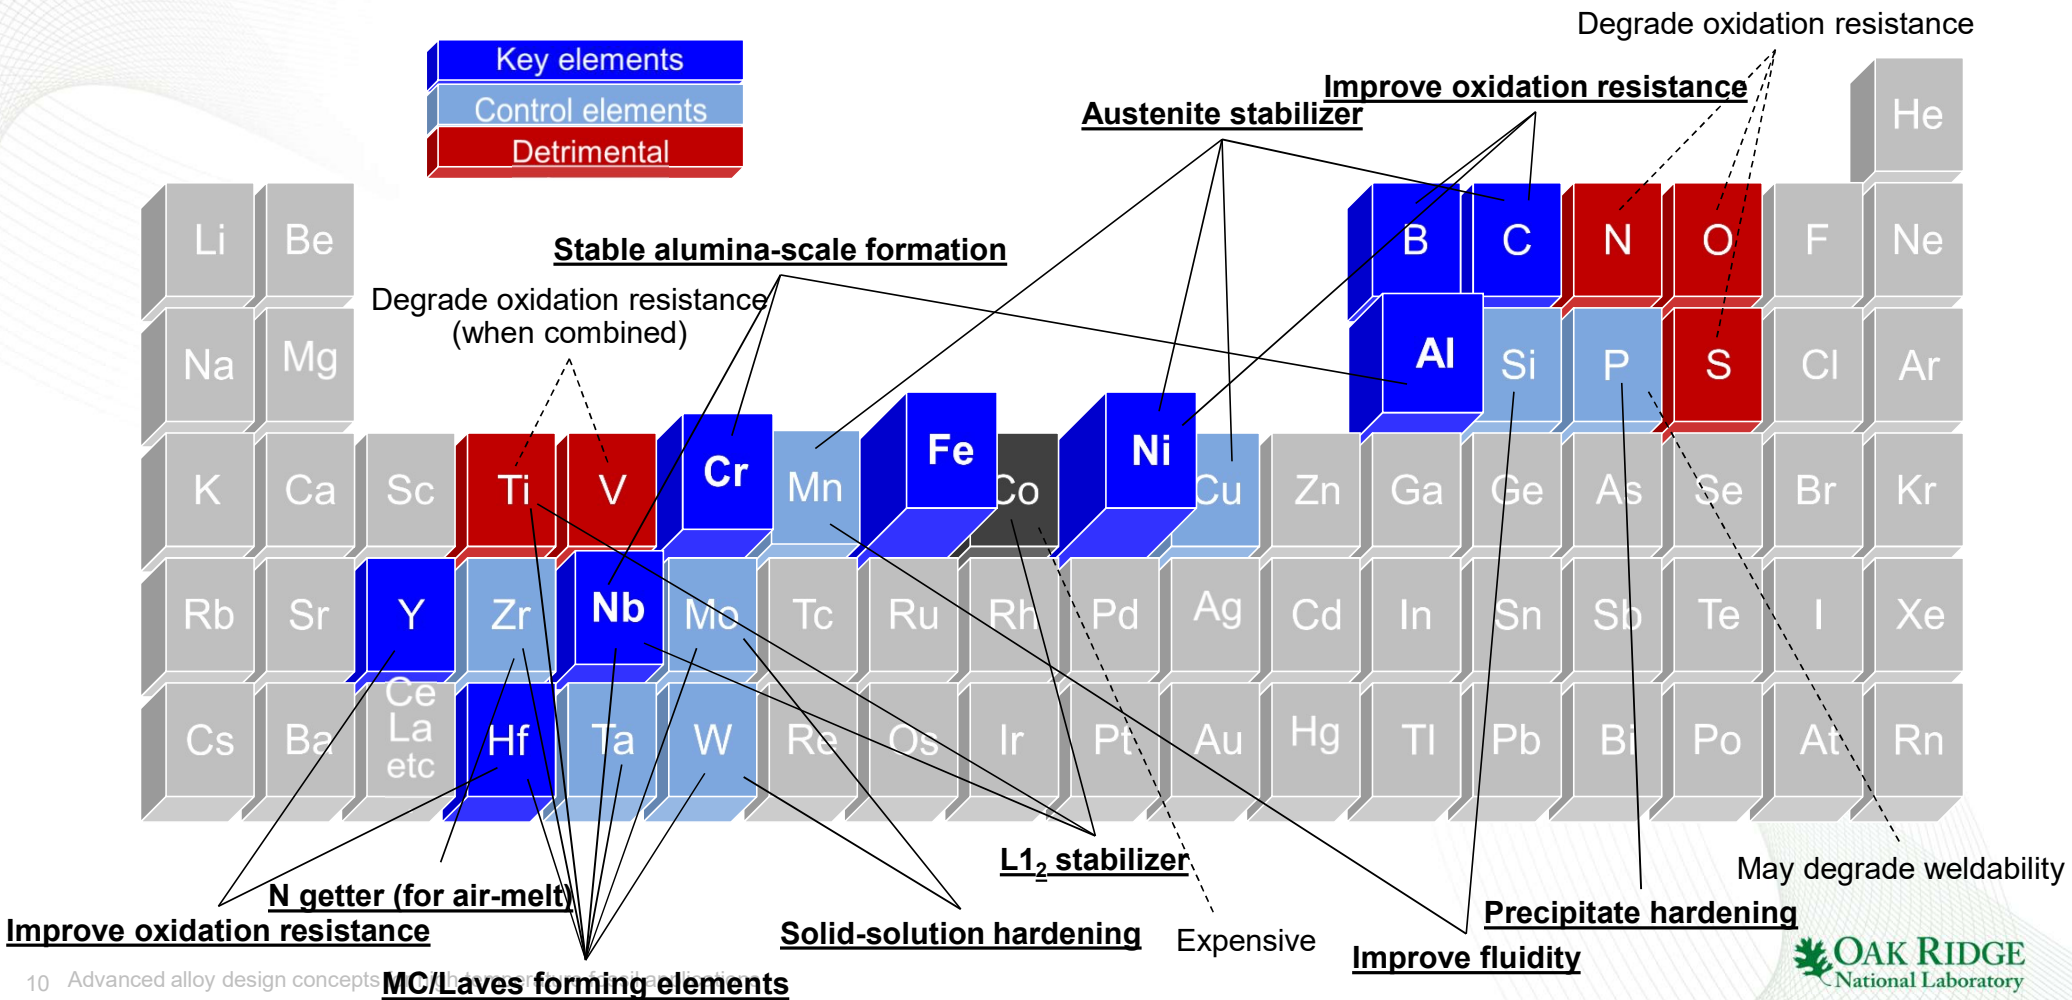 Degrade oxidation resistance
Key elements
Control elements
Detrimental
Improve oxidation resistance
Austenite stabilizer
He
Li Be B C N O F Ne
Stable alumina-scale formation
Degrade oxidation resistance
(when combined)
Na Mg Al Si P S Cl Ar
K Ca Sc Ti V Cr Mn Fe Co Ni Cu Zn Ga Ge As Se Br Kr
Rb Sr Y Zr Nb Mo Tc Ru Rh Pd Ag Cd In Sn Sb Te I Xe
Cs Ba Ce La etc Hf Ta W Re Os Ir Pt Au Hg Tl Pb Bi Po At Rn
L1₂ stabilizer
May degrade weldability
N getter (for air-melt)
Precipitate hardening
Improve oxidation resistance
Solid-solution hardening
Expensive
Improve fluidity
OAK RIDGE
National Laboratory
10 Advanced alloy design concepts for high temperature fossil applications
MC/Laves forming elements